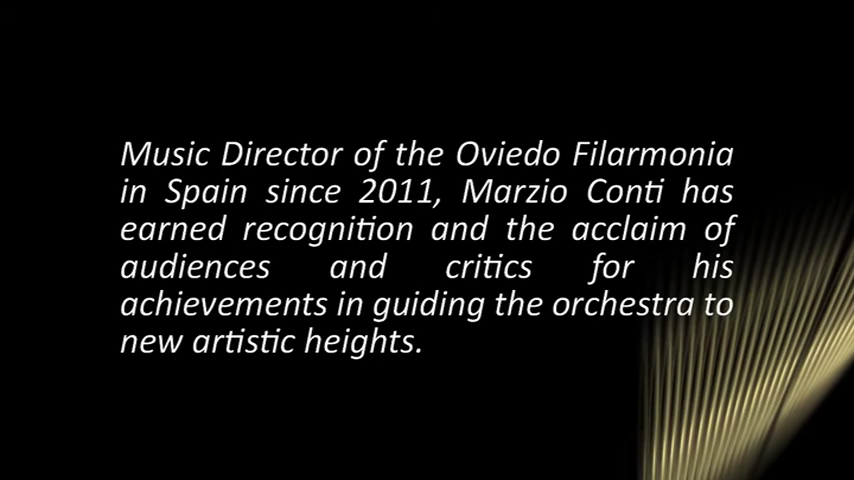 Music Director of the Oviedo Filarmonia
in Spain since 2011, Marzio Conti has
earned recognition and the acclaim of
audiences and critics for his
achievements in guiding the orchestra to
new artistic heights.